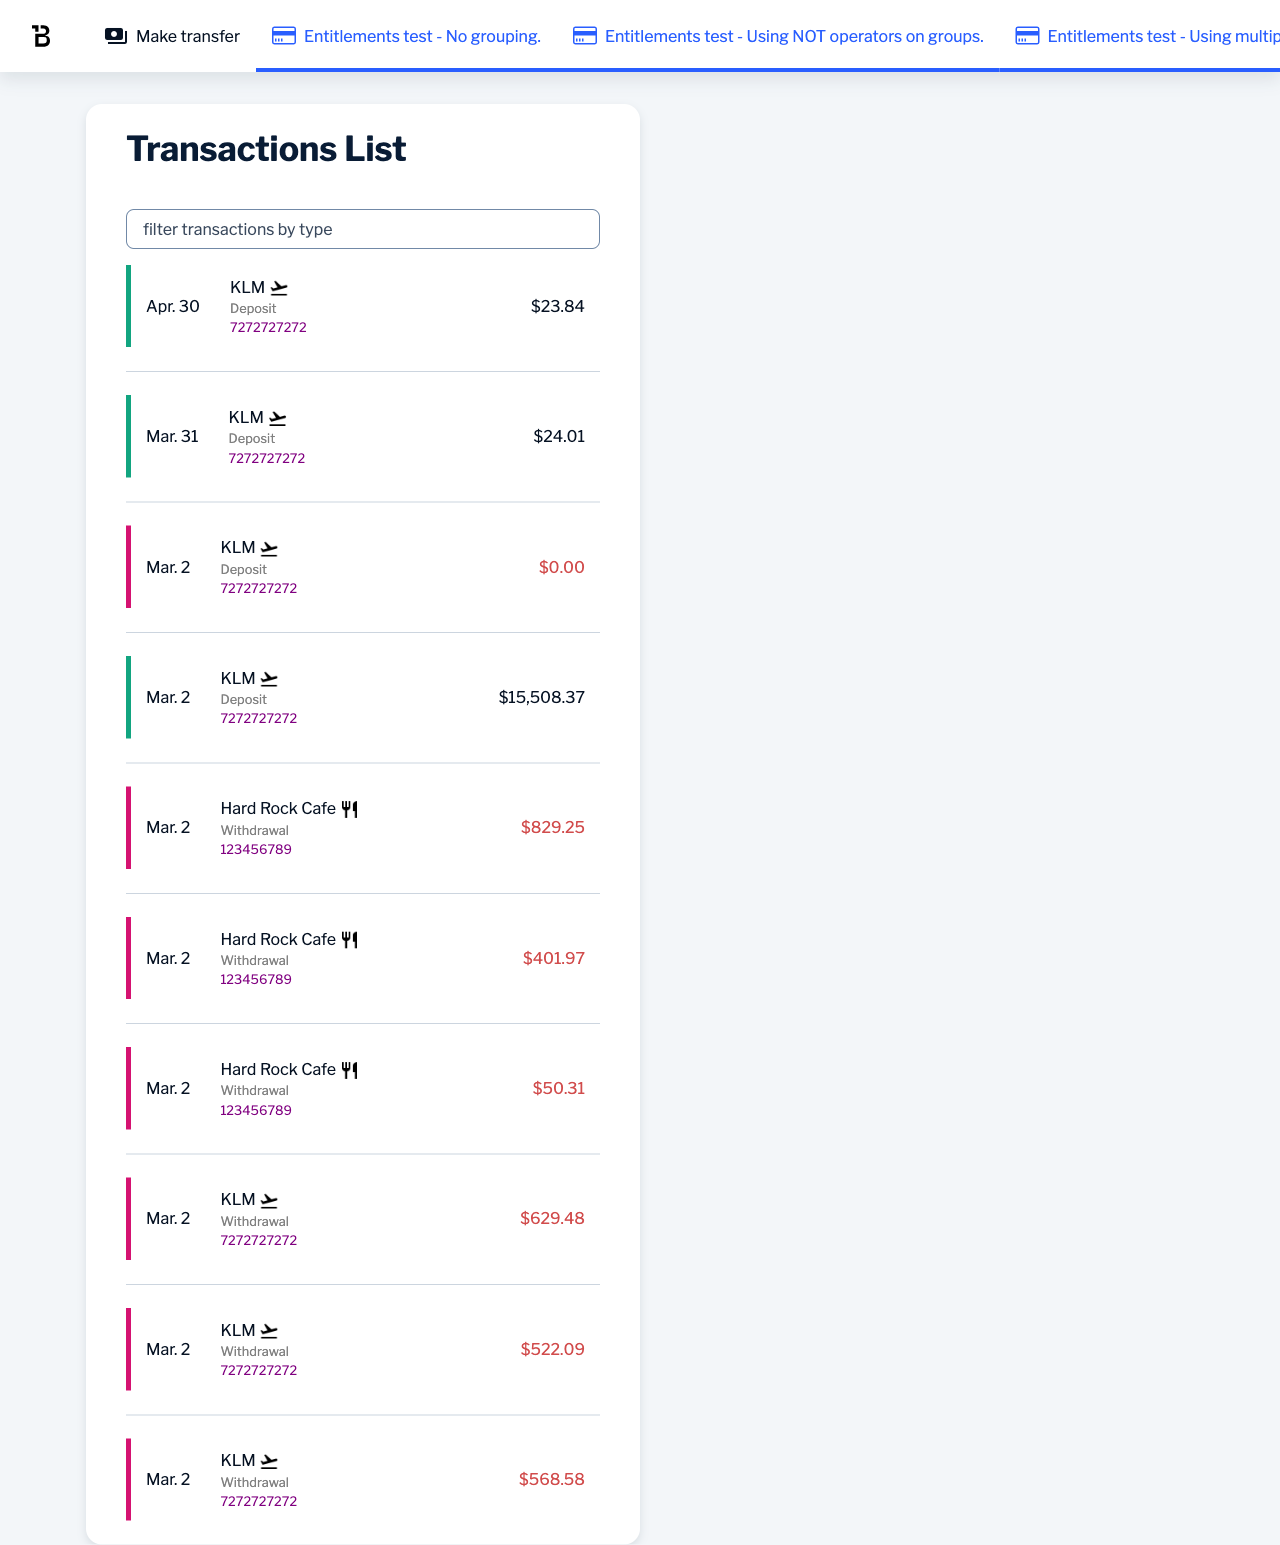 B
Make transfer
Entitlements test - No grouping.
Entitlements test - Using NOT operators on groups.
Entitlements test - Using
Transactions List
filter transactions by type
Apr. 30
KLM
Deposit
7272727272
$23.84
Mar. 31
KLM
Deposit
7272727272
$24.01
Mar. 2
KLM
Deposit
7272727272
$0.00
Mar. 2
KLM
Deposit
7272727272
$15,508.37
Mar. 2
Hard Rock Cafe
Withdrawal
123456789
$829.25
Mar. 2
Hard Rock Cafe
Withdrawal
123456789
$401.97
Mar. 2
Hard Rock Cafe
Withdrawal
123456789
$50.31
Mar. 2
KLM
Withdrawal
7272727272
$629.48
Mar. 2
KLM
Withdrawal
7272727272
$522.09
Mar. 2
KLM
Withdrawal
7272727272
$568.58